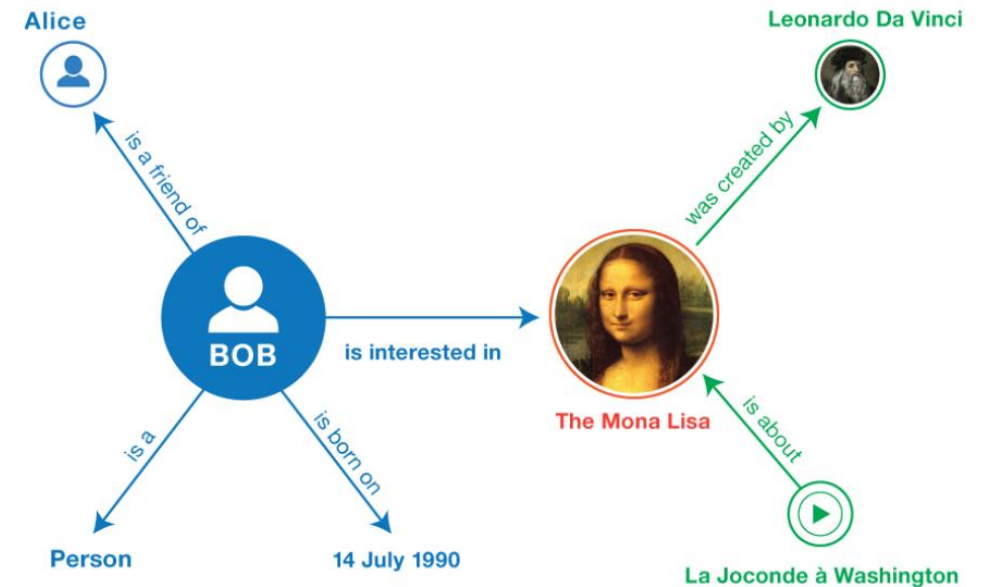 Alice
Leonardo Da Vinci
is a friend of
was created by
BOB
is interested in
The Mona Lisa
is a
is born on
is about
Person
14 July 1990
La Joconde à Washington